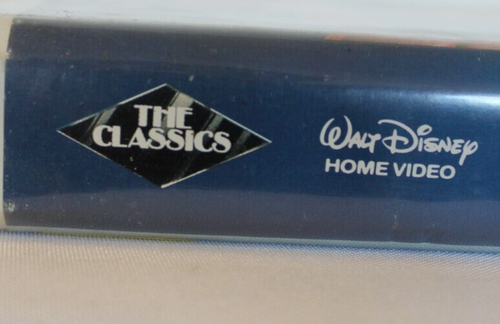 THE
CLASSICS
WALT DISNEY
HOME VIDEO